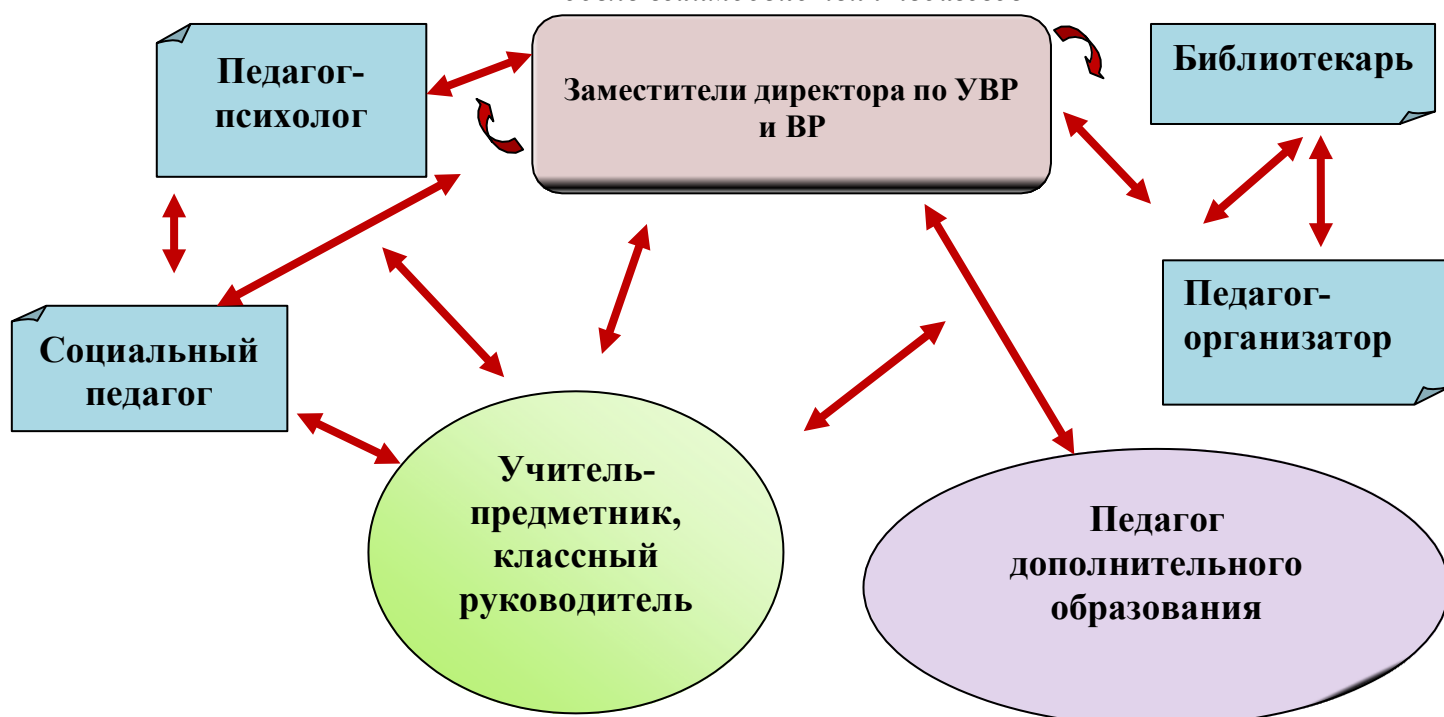 Педагог-
психолог
Заместители директора по УВР
и ВР
Библиотекарь
Социальный
педагог
Педагог-
организатор
Учитель-
предметник,
классный
руководитель
Педагог
дополнительного
образования